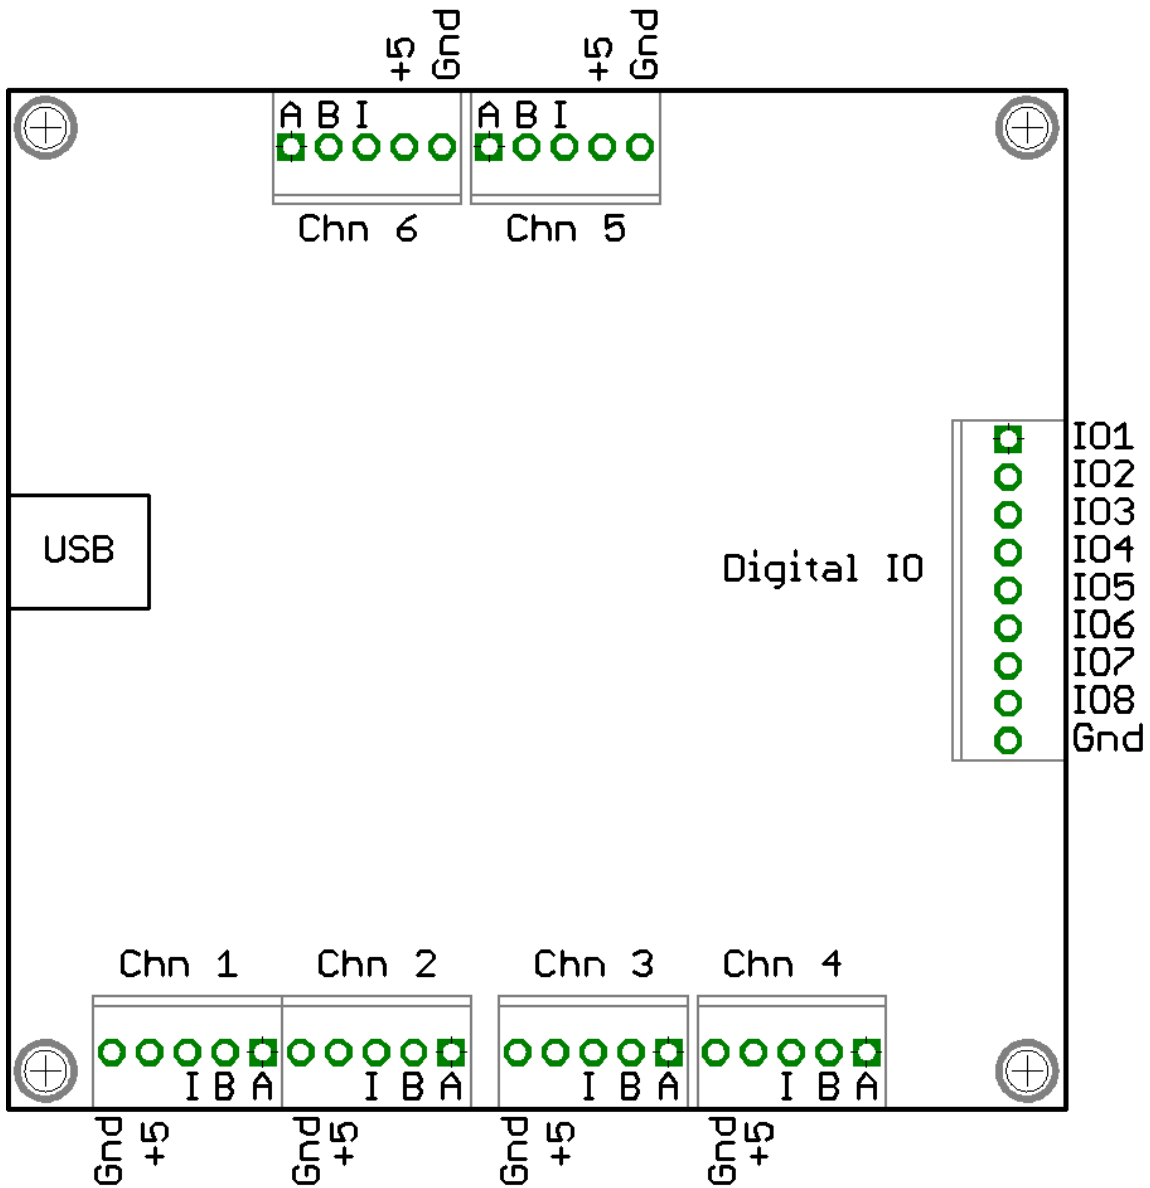 +5 Gnd +5 Gnd
A B I A B I
Chn 6 Chn 5
IO1
IO2
IO3
IO4
USB
Digital IO
IO5
IO6
IO7
IO8
Gnd
Chn 1 Chn 2 Chn 3 Chn 4
I B A I B A I B A I B A
Gnd +5 Gnd +5 Gnd +5 Gnd +5